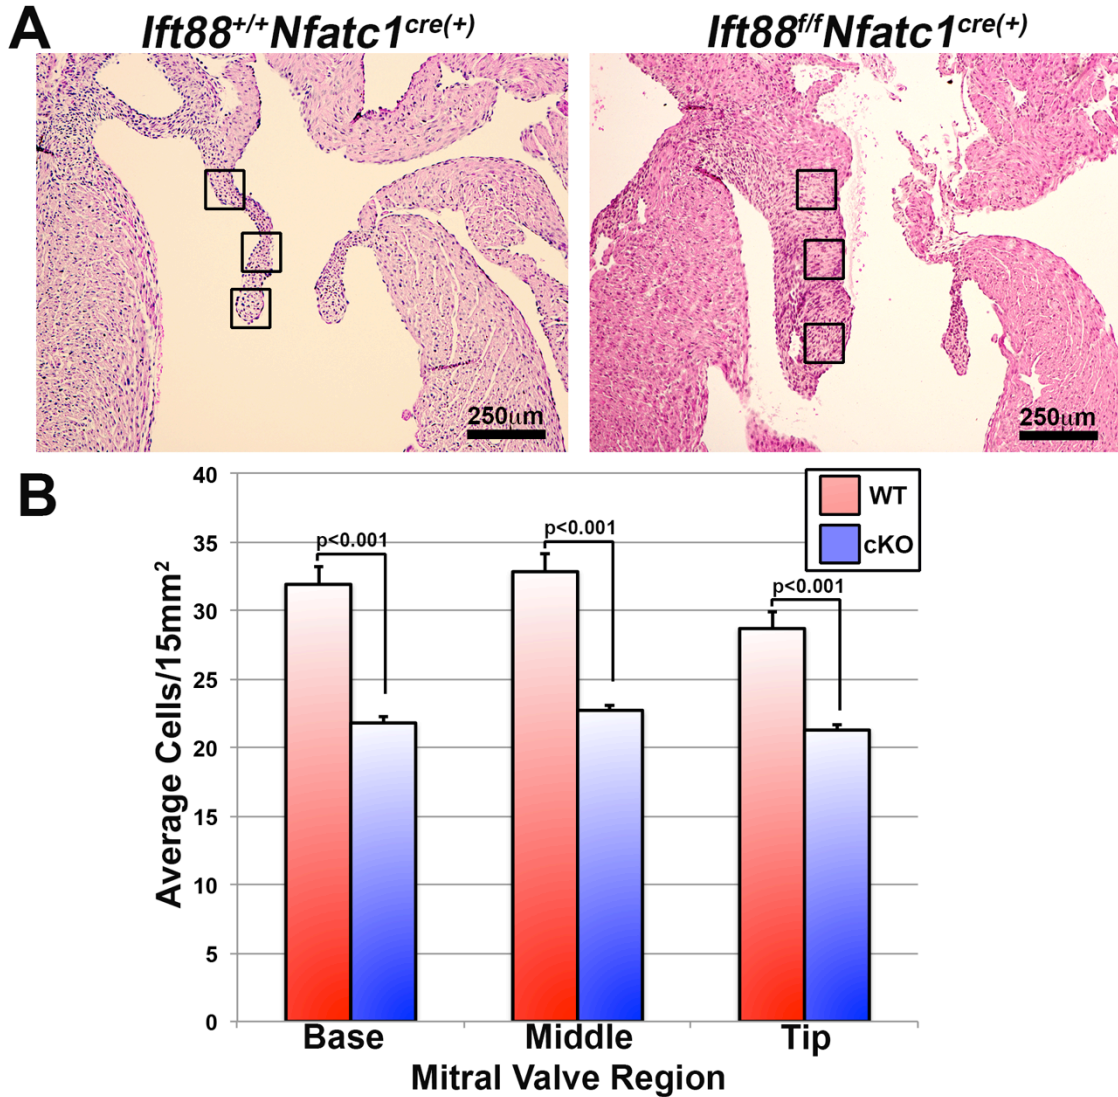 A
Ift88+/+Nfatc1cre(+)
Ift88f/fNfatc1cre(+)
250μm
250μm
B
WT
cKO
40
35
30
25
20
15
10
5
0
p<0.001
p<0.001
p<0.001
Average Cells/15mm²
Base
Middle
Tip
Mitral Valve Region